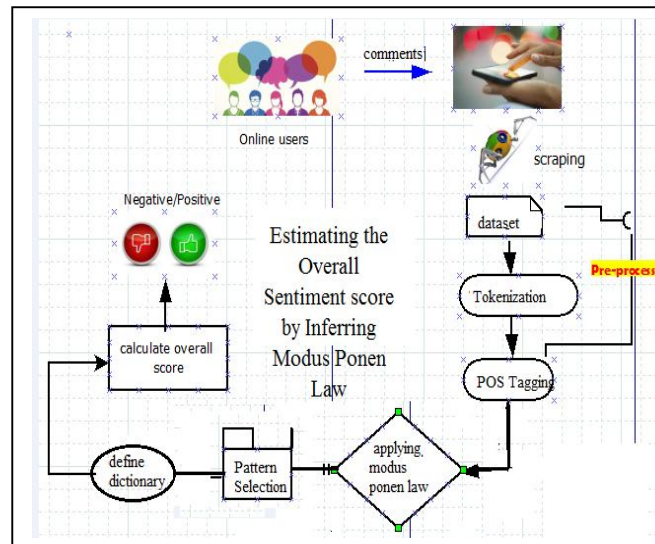 comments
Online users
scraping
Negative/Positive
dataset
Estimating the
Overall
Sentiment score
by Inferring
Modus Ponen
Law
Pre-process
Tokenization
calculate overall
score
POS Tagging
applying
modus
ponen law
define
dictionary
Pattern
Selection